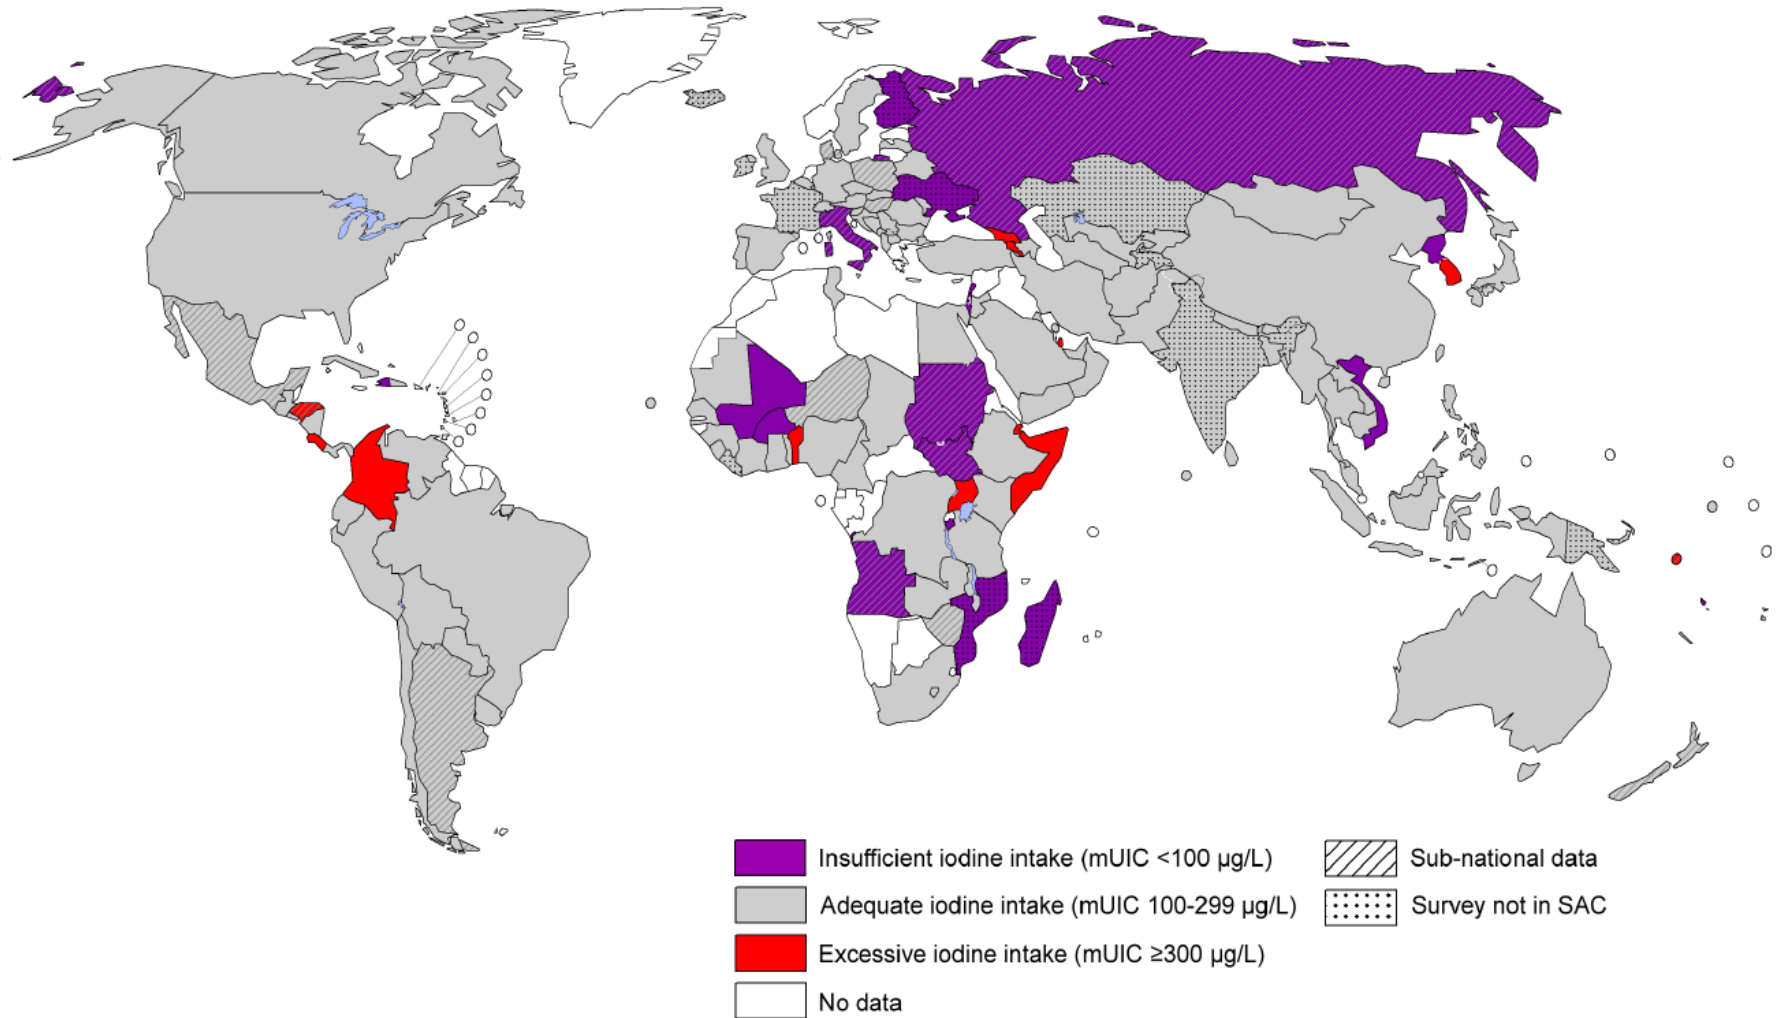 Insufficient iodine intake (mUIC <100 µg/L)
Adequate iodine intake (mUIC 100-299 µg/L)
Excessive iodine intake (mUIC ≥300 µg/L)
No data
Sub-national data
Survey not in SAC